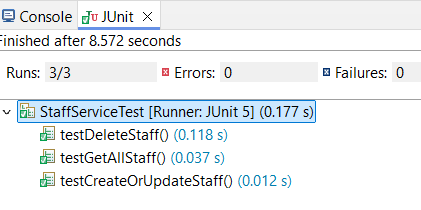 Console JUnit
Finished after 8.572 seconds
Runs: 3/3 Errors: 0 Failures: 0
StaffServiceTest [Runner: JUnit 5] (0.177 s)
testDeleteStaff() (0.118 s)
testGetAllStaff() (0.037 s)
testCreateOrUpdateStaff() (0.012 s)